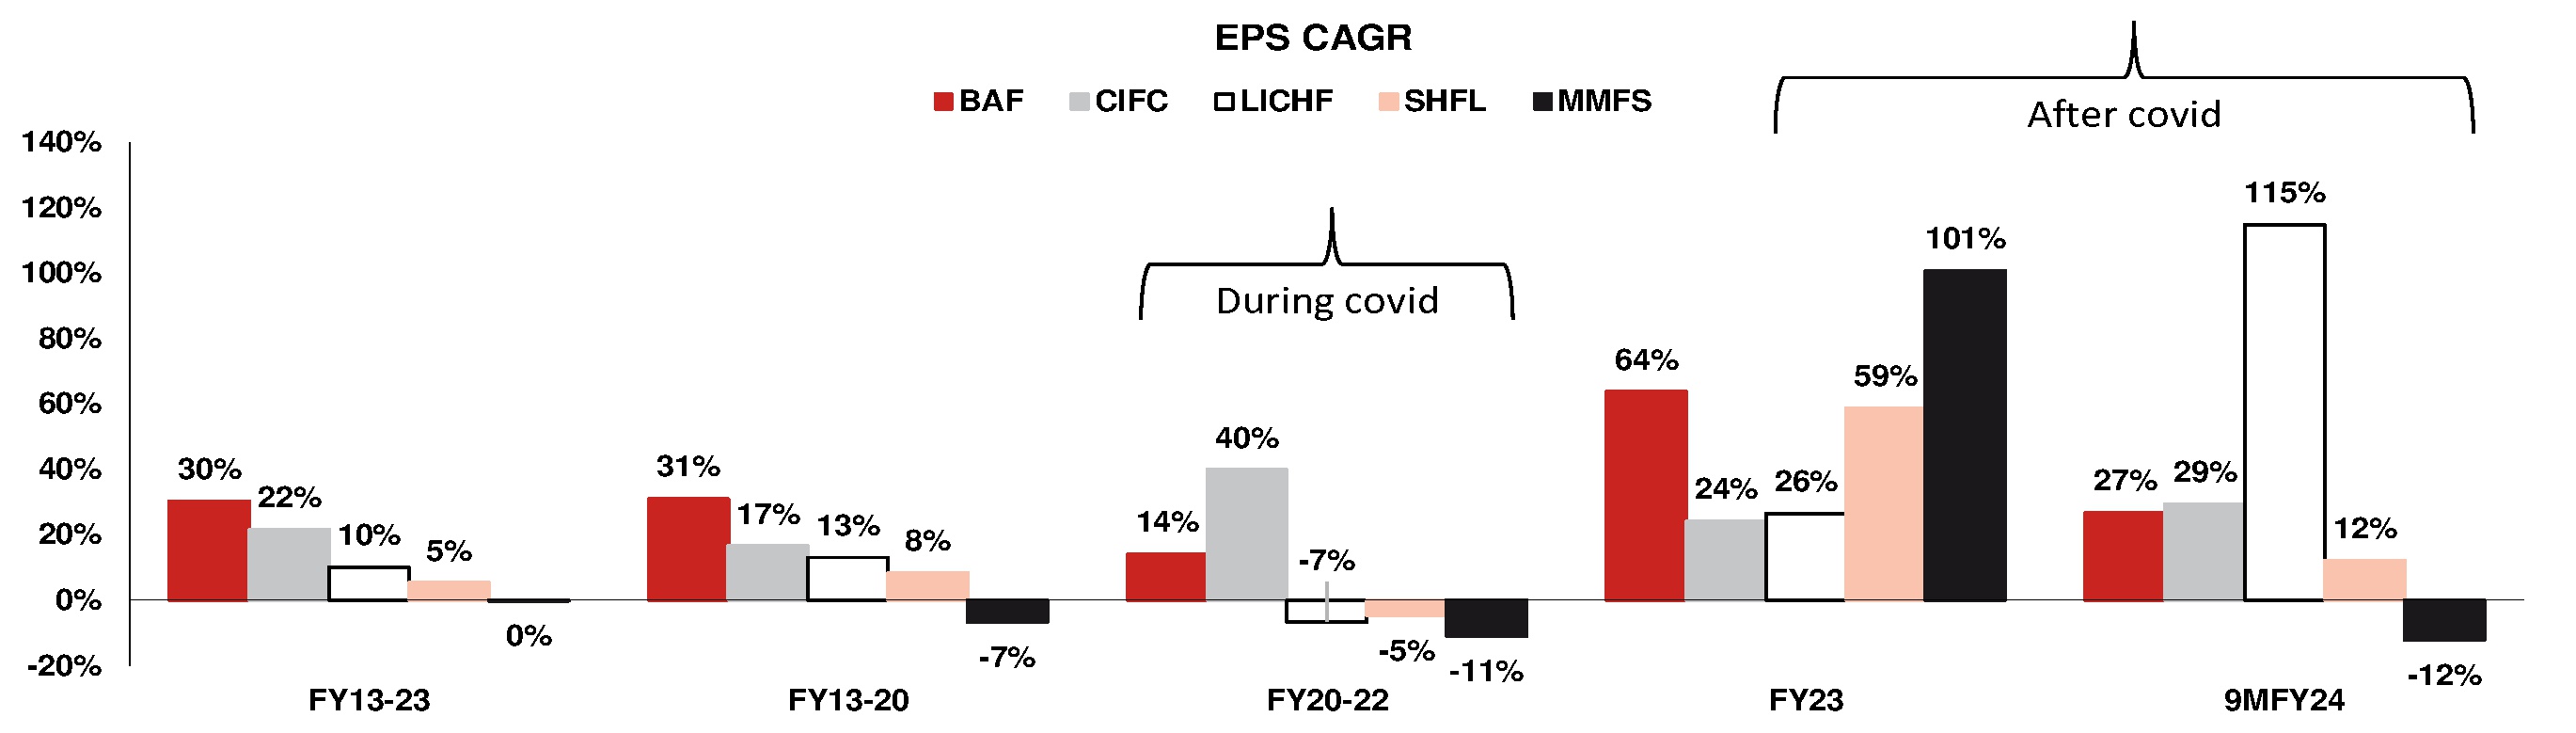 EPS CAGR
BAF CIFC LICHF SHFL MMFS
After covid
During covid
140%
120%
100%
80%
60%
40%
20%
0%
-20%
30% 22% 10% 5% 0%
31% 17% 13% 8% -7%
14% 40% -7% -5% -11%
64% 24% 26% 59% 101%
27% 29% 115% 12% -12%
FY13-23 FY13-20 FY20-22 FY23 9MFY24